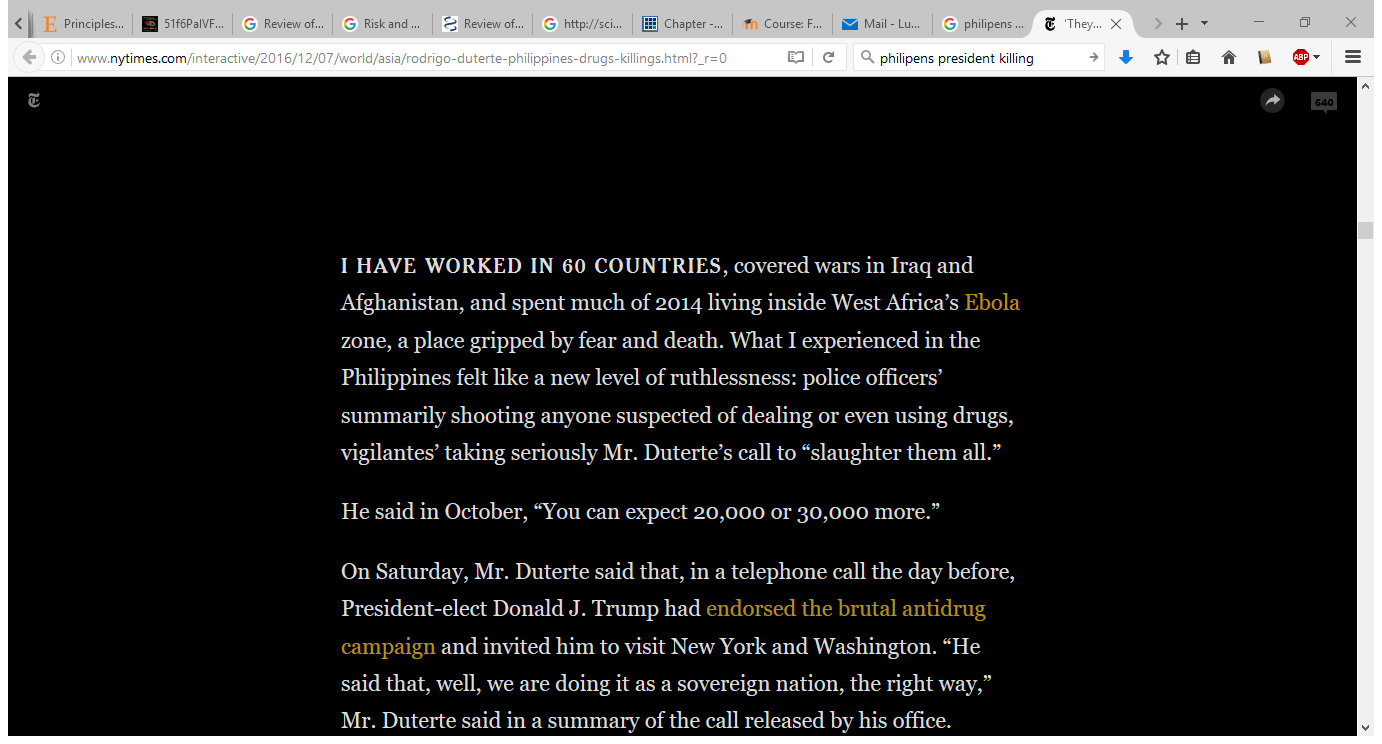 Principles... 51f6PalVF... Review of... Risk and ... Review of... http://sci... Chapter -... Course: F... Mail - Lu... philipens ... 'They...
www.nytimes.com/interactive/2016/12/07/world/asia/rodrigo-duterte-philippines-drugs-killings.html?_r=0 philipens president killing ABP
640
I HAVE WORKED IN 60 COUNTRIES, covered wars in Iraq and
Afghanistan, and spent much of 2014 living inside West Africa’s Ebola
zone, a place gripped by fear and death. What I experienced in the
Philippines felt like a new level of ruthlessness: police officers’
summarily shooting anyone suspected of dealing or even using drugs,
vigilantes’ taking seriously Mr. Duterte’s call to “slaughter them all.”
He said in October, “You can expect 20,000 or 30,000 more.”
On Saturday, Mr. Duterte said that, in a telephone call the day before,
President-elect Donald J. Trump had endorsed the brutal antidrug
campaign and invited him to visit New York and Washington. “He
said that, well, we are doing it as a sovereign nation, the right way,”
Mr. Duterte said in a summary of the call released by his office.